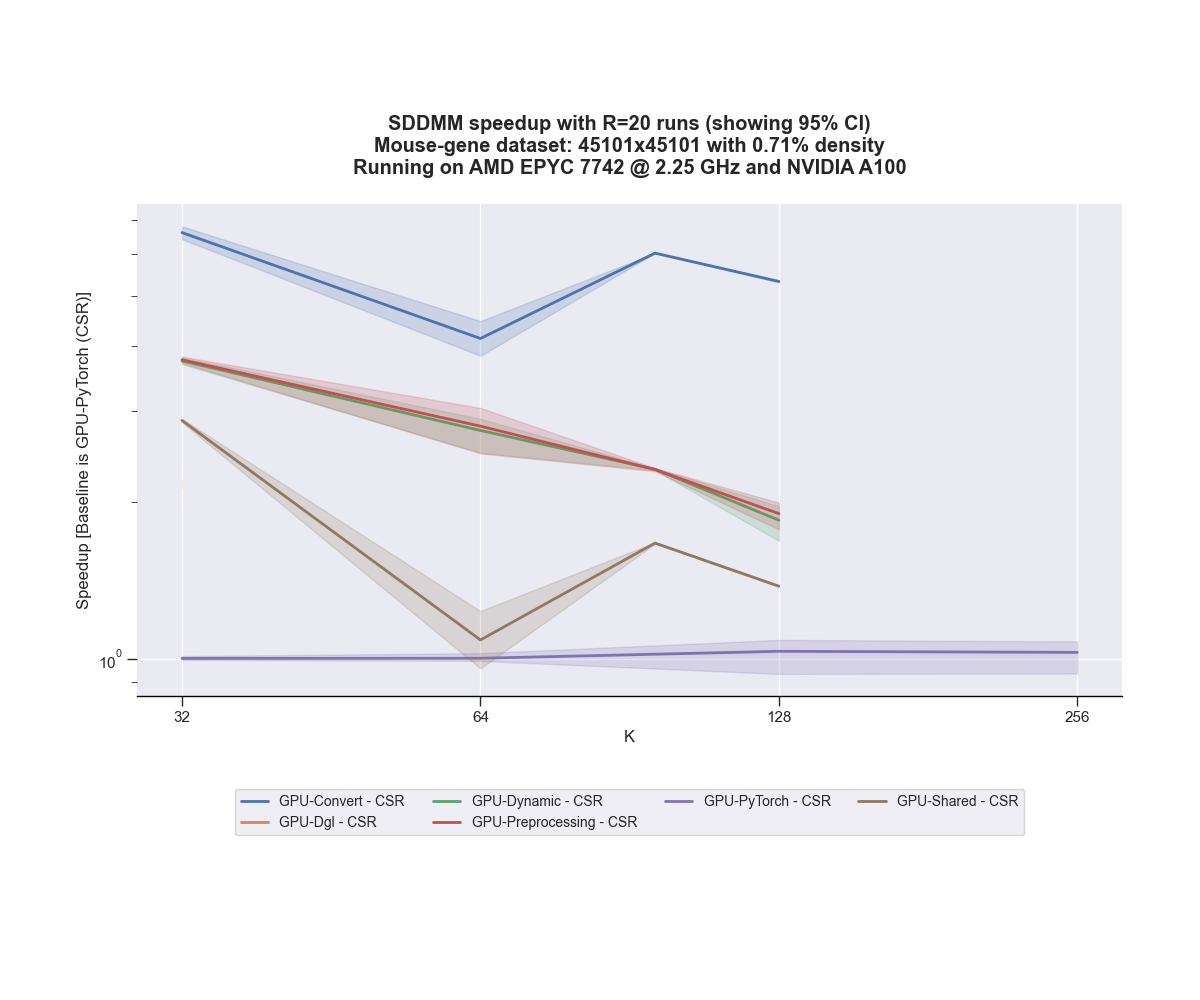 SDDMM speedup with R=20 runs (showing 95% CI)
Mouse-gene dataset: 45101x45101 with 0.71% density
Running on AMD EPYC 7742 @ 2.25 GHz and NVIDIA A100
Speedup [Baseline is GPU-PyTorch (CSR)]
10^0
32 64 128 256
K
GPU-Convert - CSR GPU-Dynamic - CSR GPU-PyTorch - CSR GPU-Shared - CSR
GPU-Dgl - CSR GPU-Preprocessing - CSR